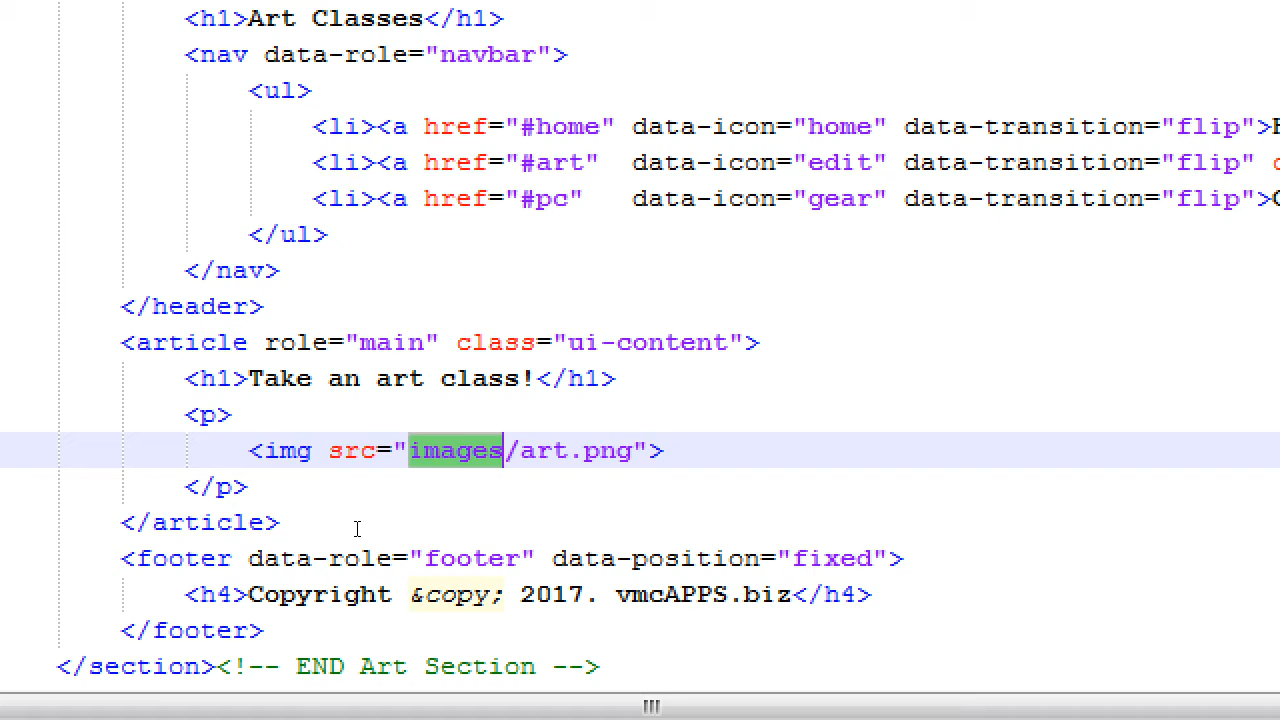 <h1>Art Classes</h1>
<nav data-role="navbar">
<ul>
<li><a href="#home" data-icon="home" data-transition="flip">
<li><a href="#art" data-icon="edit" data-transition="flip"
<li><a href="#pc" data-icon="gear" data-transition="flip">
</ul>
</nav>
</header>
<article role="main" class="ui-content">
<h1>Take an art class!</h1>
<p>
<img src="images/art.png">
</p>
</article>
<footer data-role="footer" data-position="fixed">
<h4>Copyright &copy; 2017. vmcAPPS.biz</h4>
</footer>
</section><!-- END Art Section -->